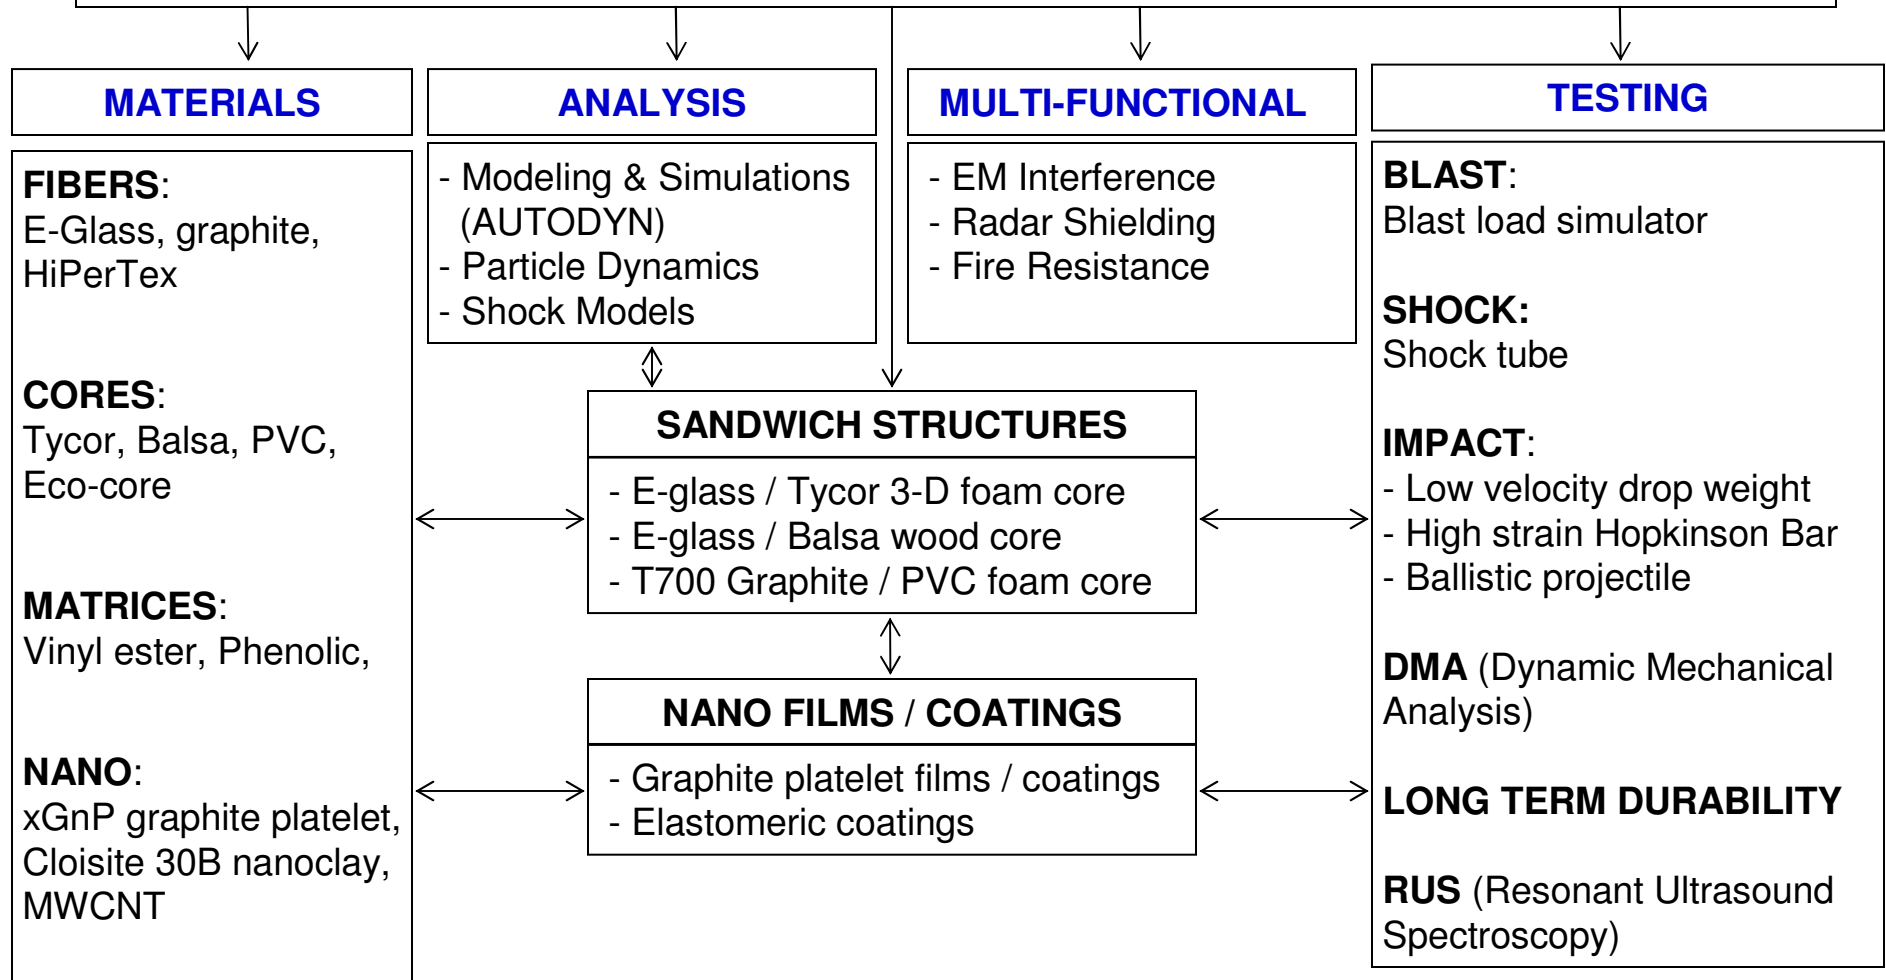 MATERIALS
FIBERS:
E-Glass, graphite,
HiPerTex
CORES:
Tycor, Balsa, PVC,
Eco-core
MATRICES:
Vinyl ester, Phenolic,
NANO:
xGnP graphite platelet,
Cloisite 30B nanoclay,
MWCNT
ANALYSIS
- Modeling & Simulations
(AUTODYN)
- Particle Dynamics
- Shock Models
MULTI-FUNCTIONAL
- EM Interference
- Radar Shielding
- Fire Resistance
SANDWICH STRUCTURES
- E-glass / Tycor 3-D foam core
- E-glass / Balsa wood core
- T700 Graphite / PVC foam core
NANO FILMS / COATINGS
- Graphite platelet films / coatings
- Elastomeric coatings
TESTING
BLAST:
Blast load simulator
SHOCK:
Shock tube
IMPACT:
- Low velocity drop weight
- High strain Hopkinson Bar
- Ballistic projectile
DMA (Dynamic Mechanical
Analysis)
LONG TERM DURABILITY
RUS (Resonant Ultrasound
Spectroscopy)